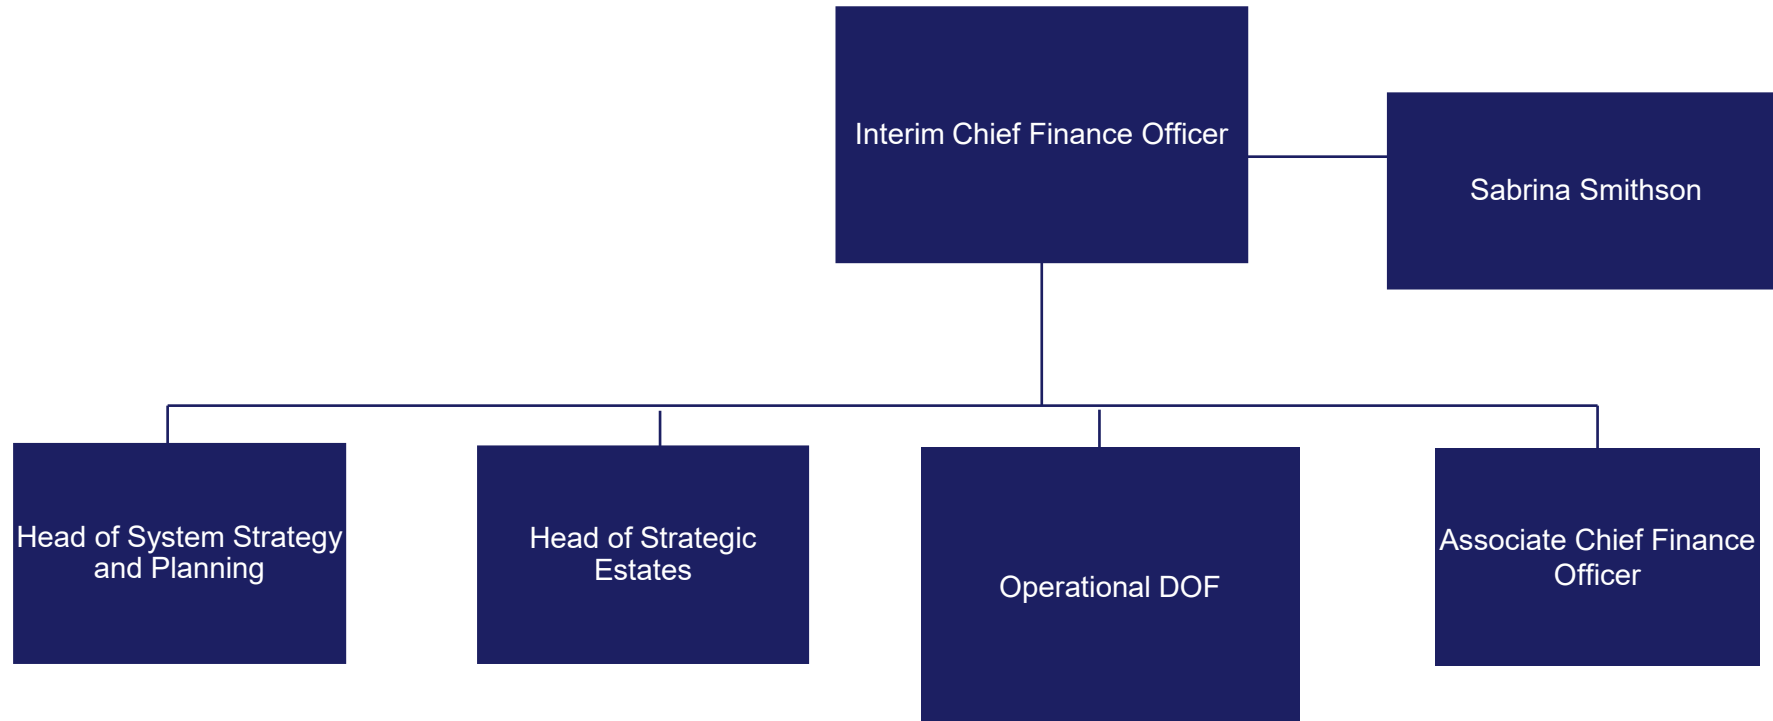 Interim Chief Finance Officer
Sabrina Smithson
Head of System Strategy
and Planning
Head of Strategic
Estates
Operational DOF
Associate Chief Finance
Officer